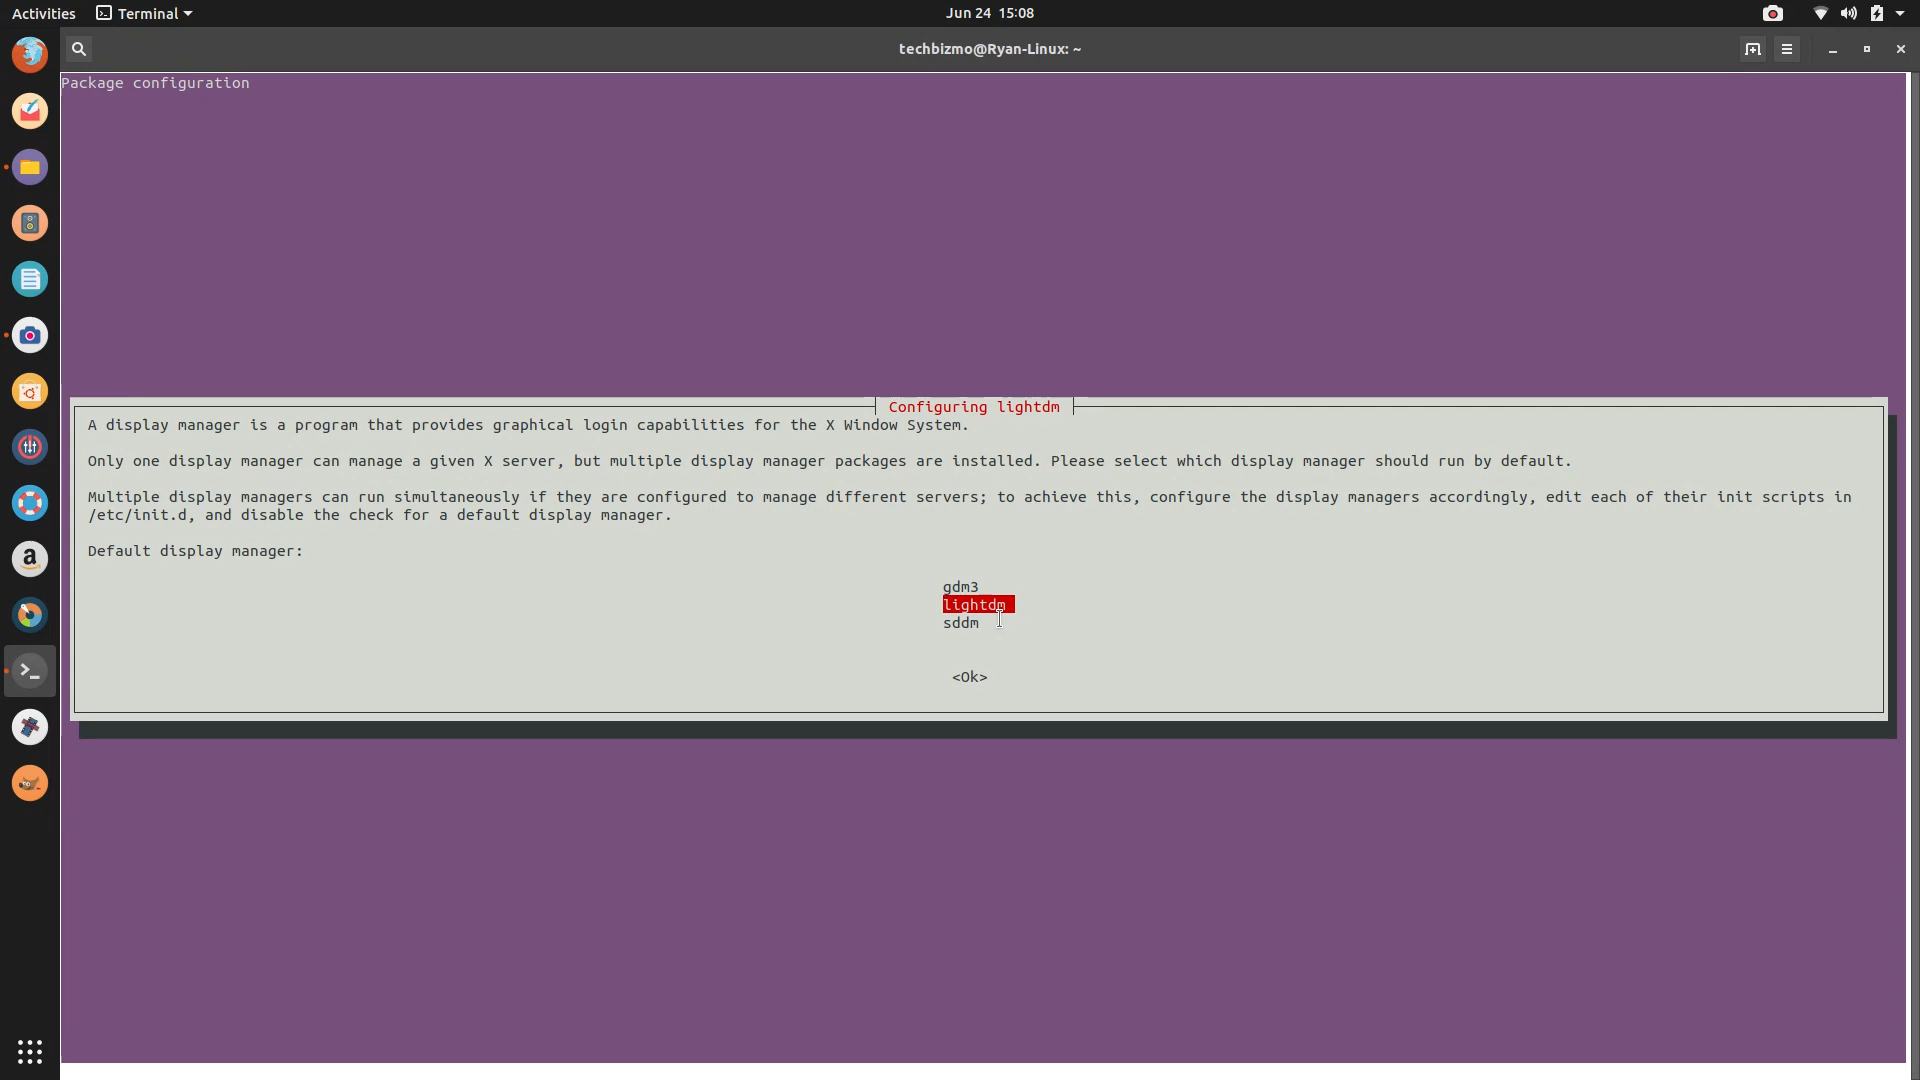 Activities Terminal Jun 24 15:08
techbizmo@Ryan-Linux: ~
Package configuration
Configuring lightdm
A display manager is a program that provides graphical login capabilities for the X Window System.
Only one display manager can manage a given X server, but multiple display manager packages are installed. Please select which display manager should run by default.
Multiple display managers can run simultaneously if they are configured to manage different servers; to achieve this, configure the display managers accordingly, edit each of their init scripts in
/etc/init.d, and disable the check for a default display manager.
Default display manager:
gdm3
lightdm
sddm
<Ok>